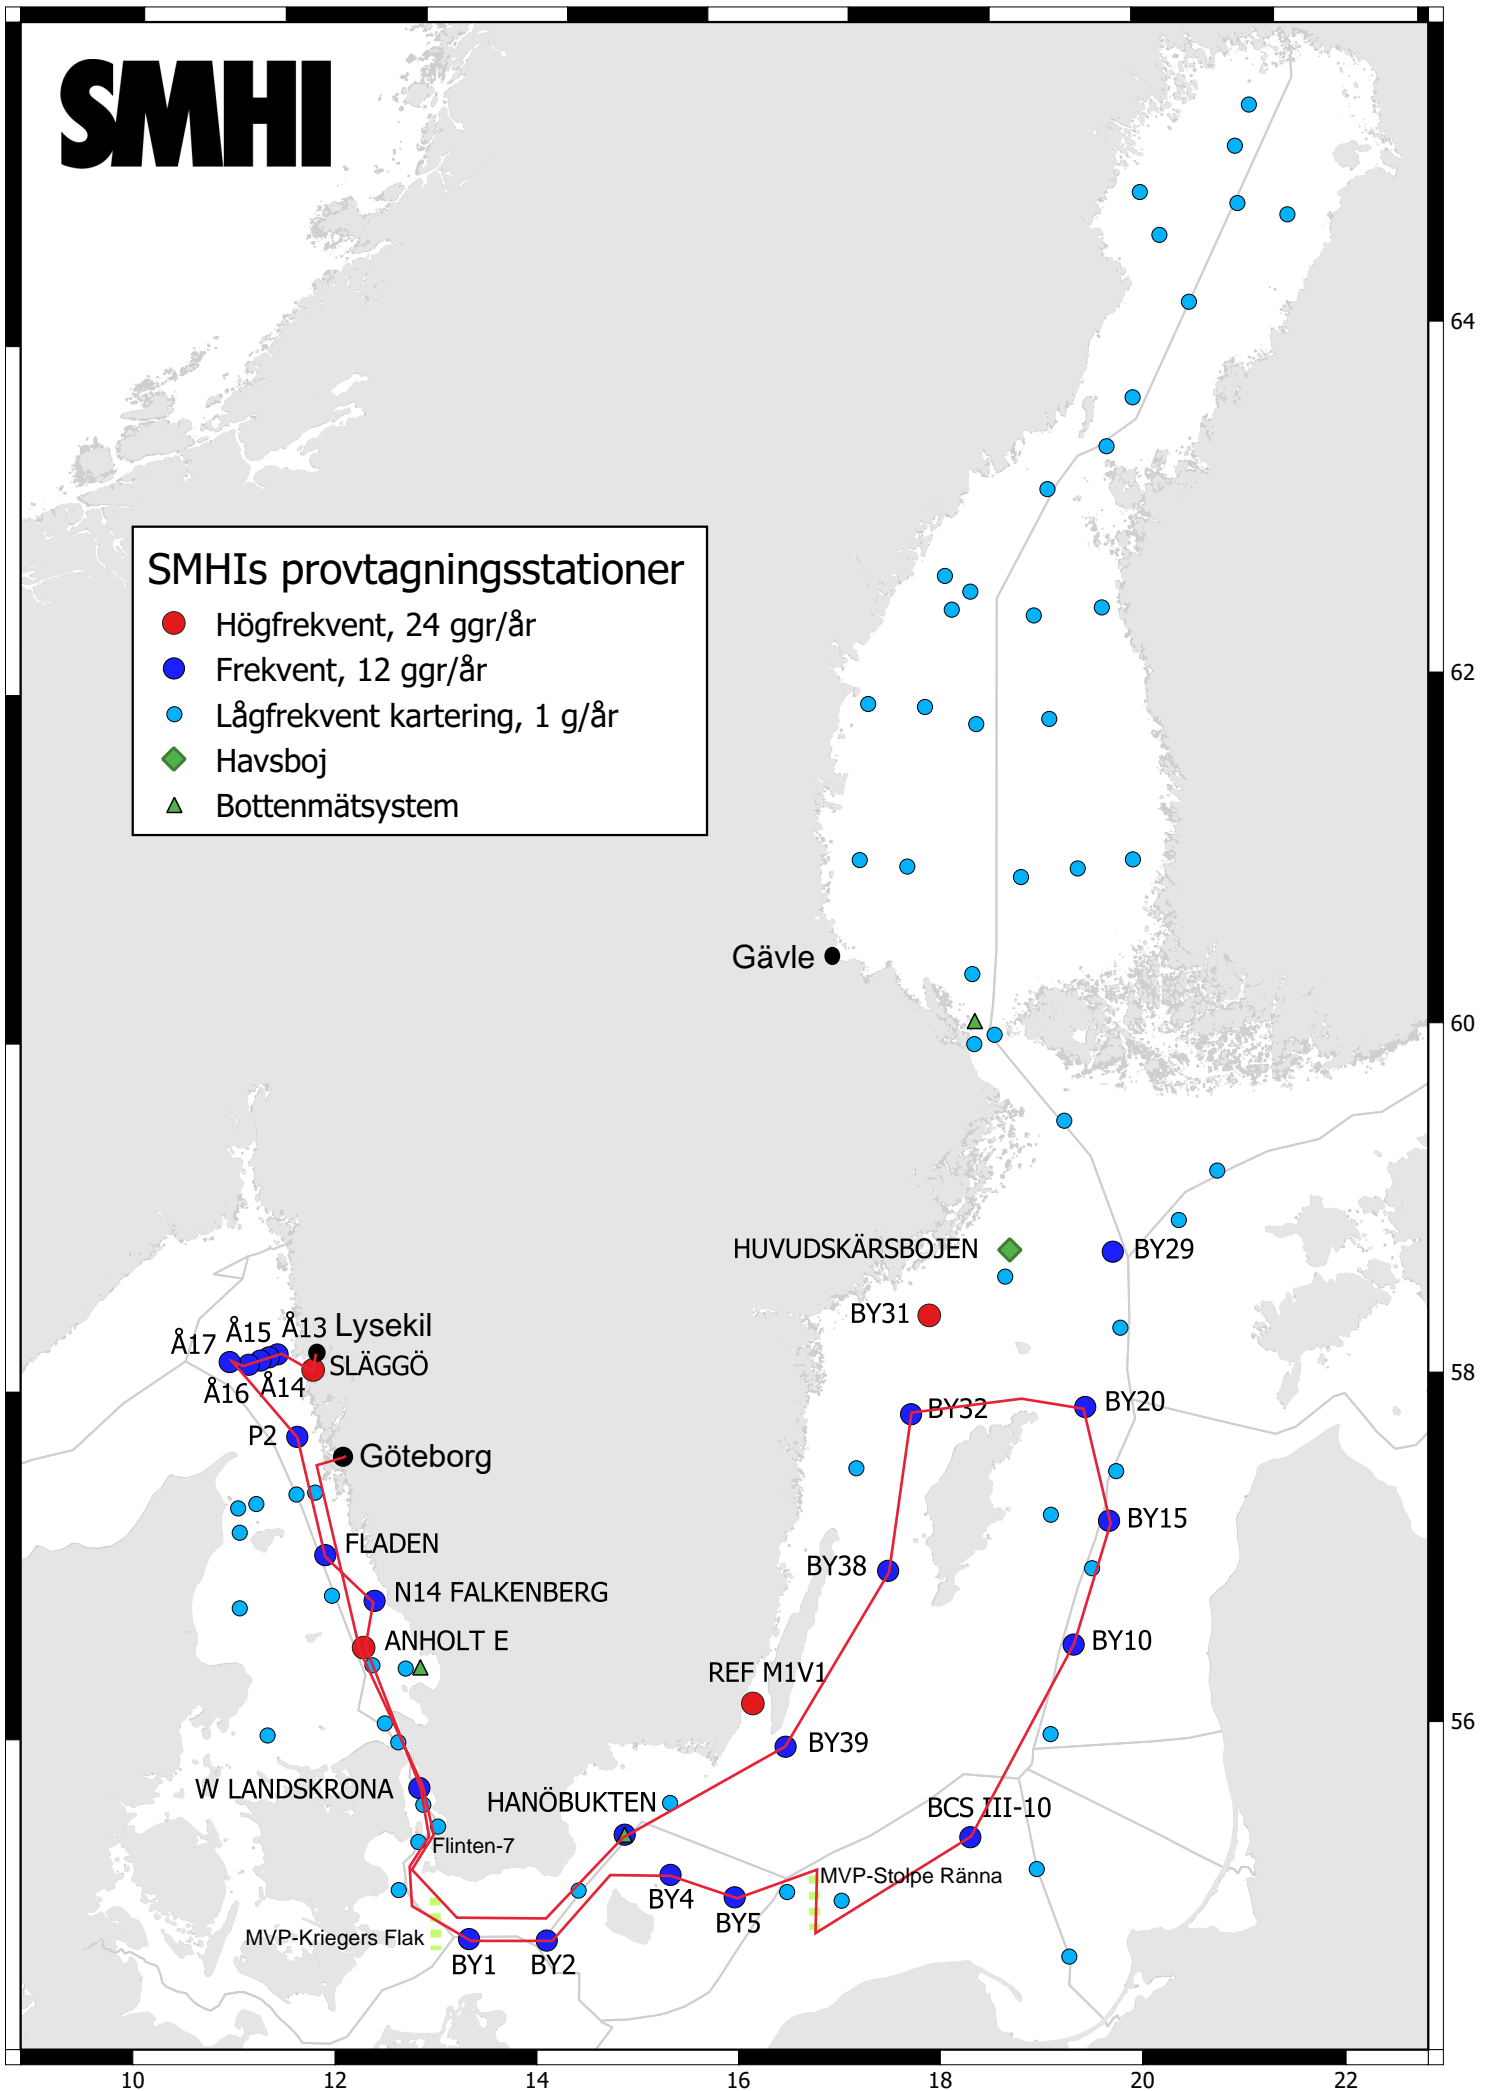 SMHI
SMHIs provtagningsstationer
Högfrekvent, 24 ggr/år
Frekvent, 12 ggr/år
Lågfrekvent kartering, 1 g/år
Havsboj
Bottenmätsystem
64
62
Gävle
60
HUVUDSKÄRSBOJEN
BY29
BY31
Å17
Å15
Å13
Lysekil
SLÄGGÖ
Å16
Å14
58
BY32
BY20
P2
Göteborg
BY15
FLADEN
BY38
N14 FALKENBERG
ANHOLT E
BY10
REF M1V1
56
BY39
W LANDSKRONA
HANÖBUKTEN
BCS III-10
Flinten-7
MVP-Stolpe Ränna
BY4
BY5
MVP-Kriegers Flak
BY1
BY2
10
12
14
16
18
20
22